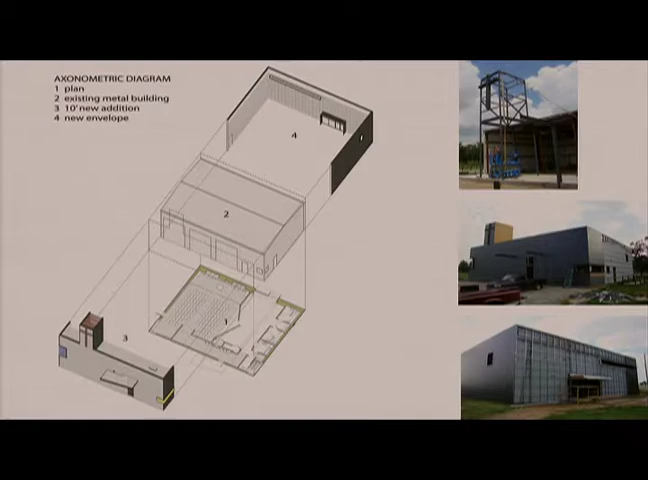 AXONOMETRIC DIAGRAM
1 plan
2 existing metal building
3 10' new addition
4 new envelope
4
2
1
3